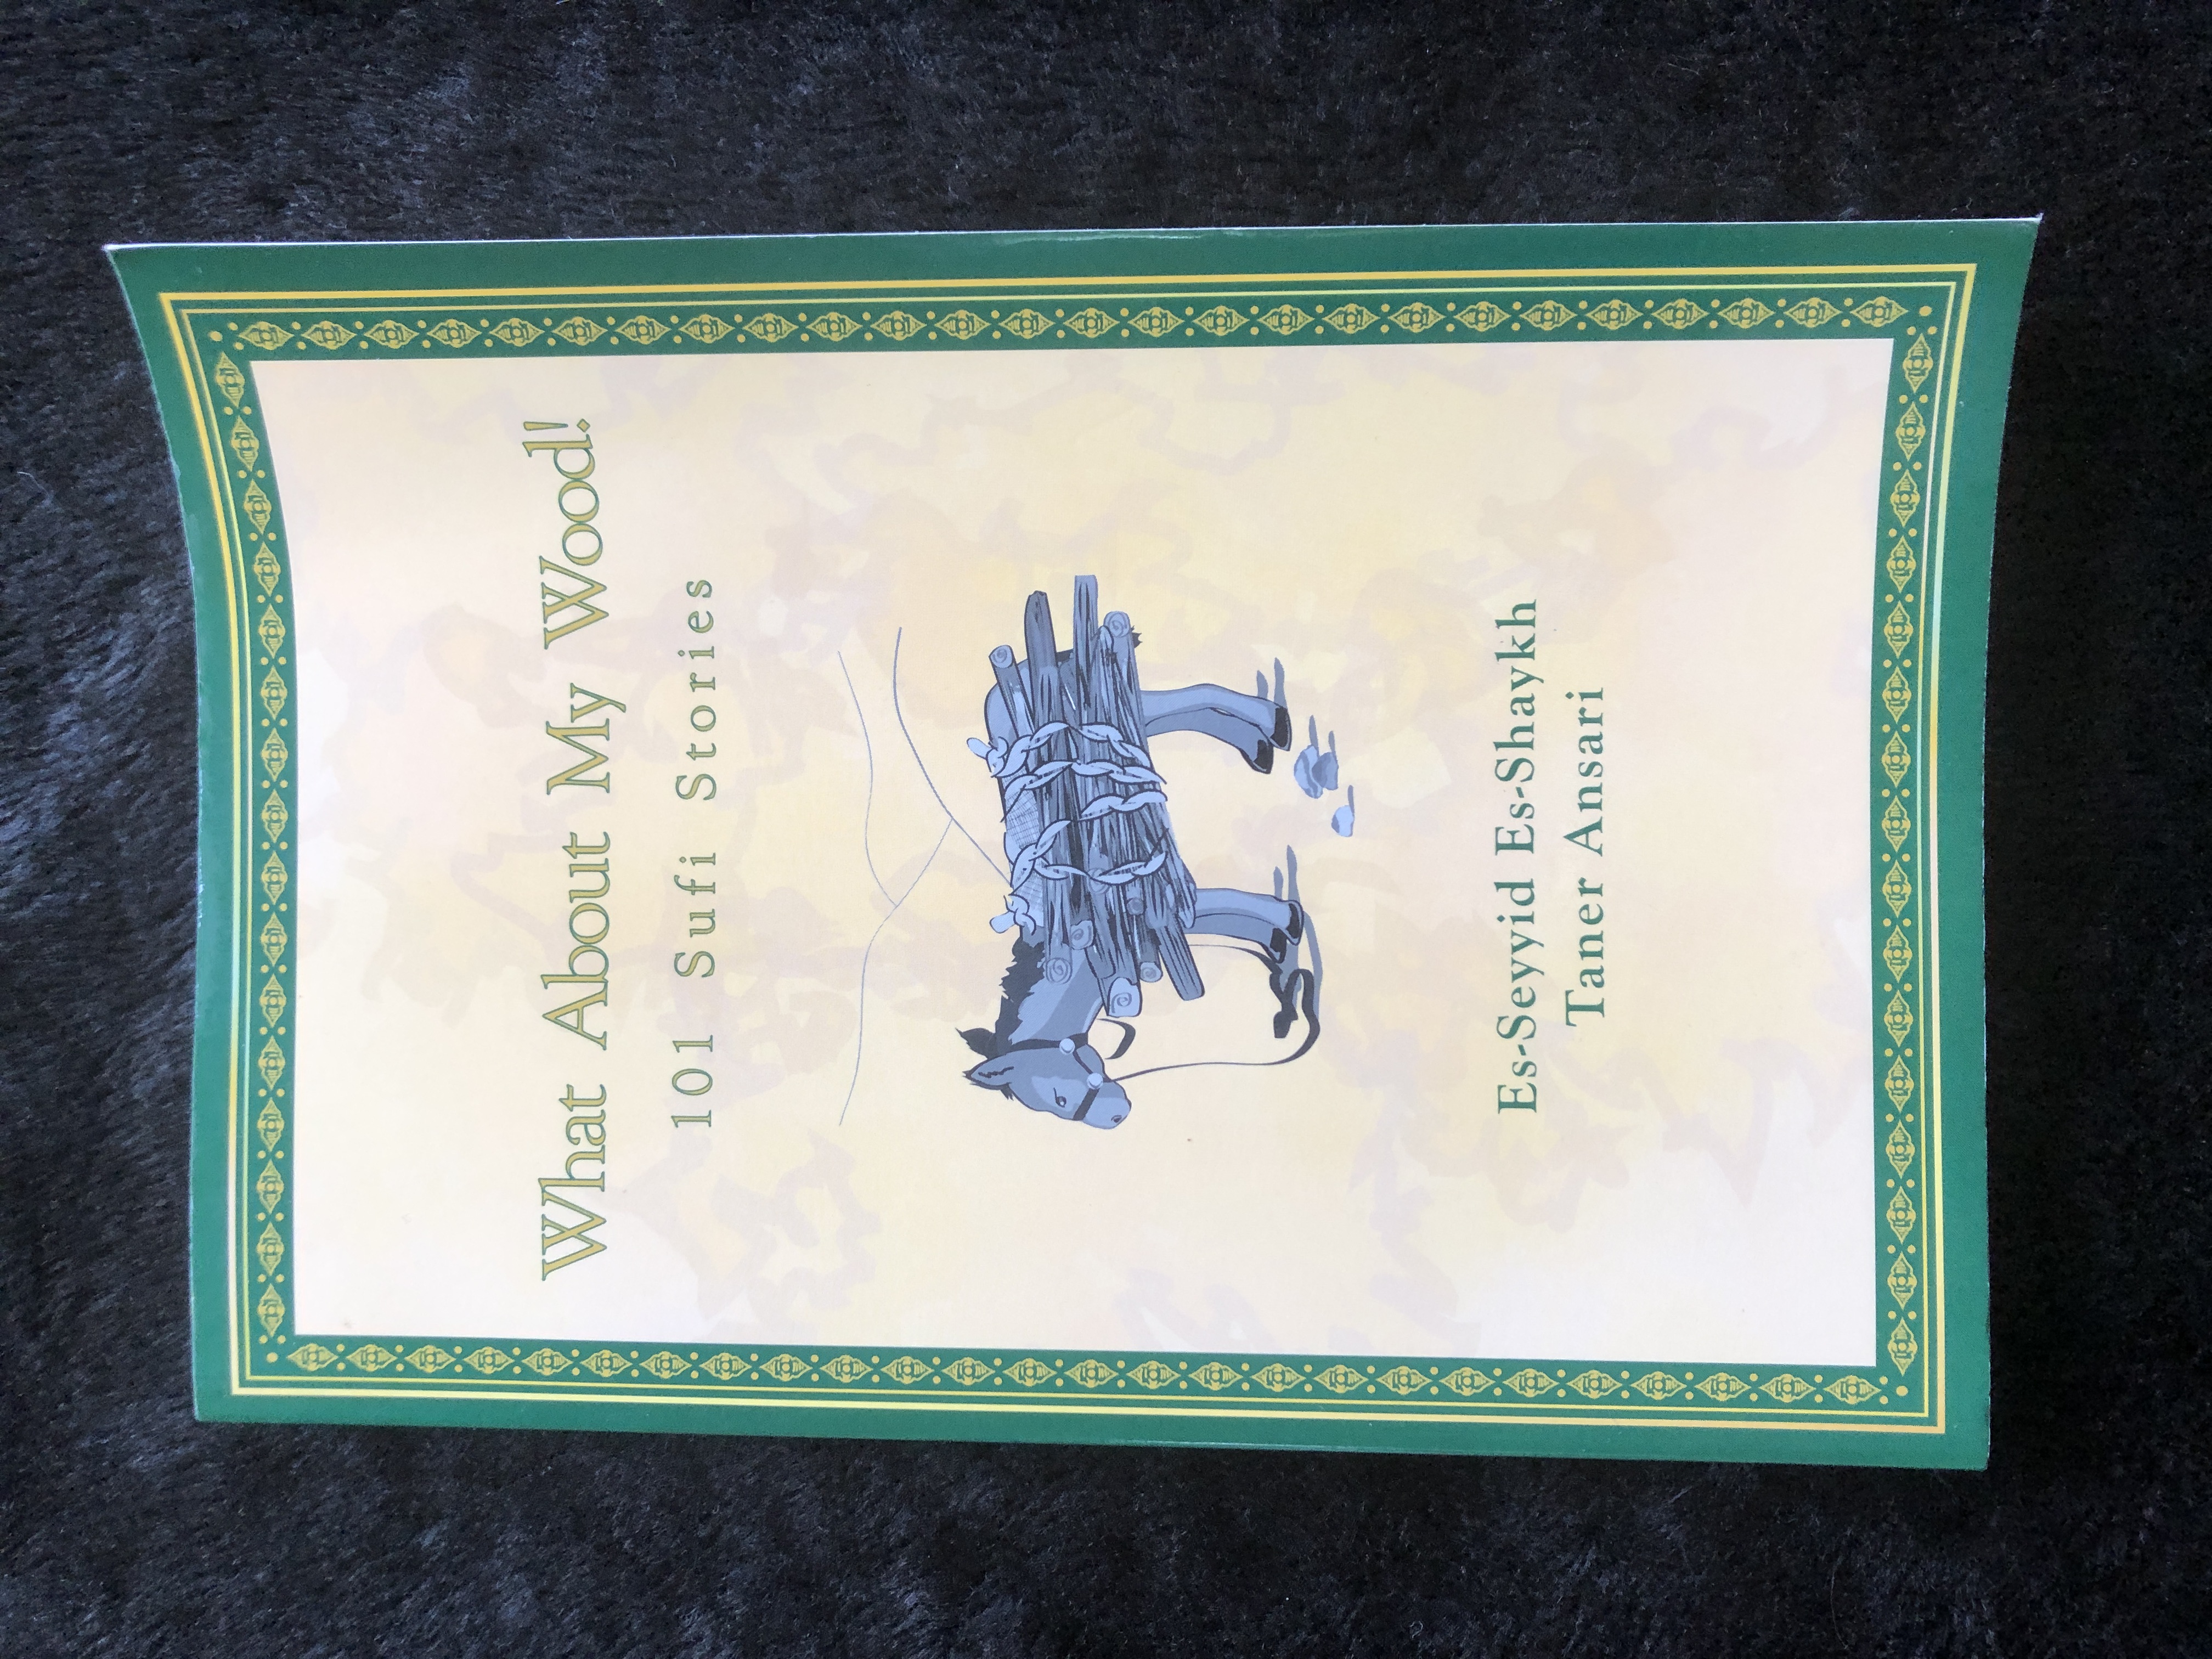 What About My Wood!
101 Sufi Stories
Es-Seyyid Es-Shaykh
Taner Ansari